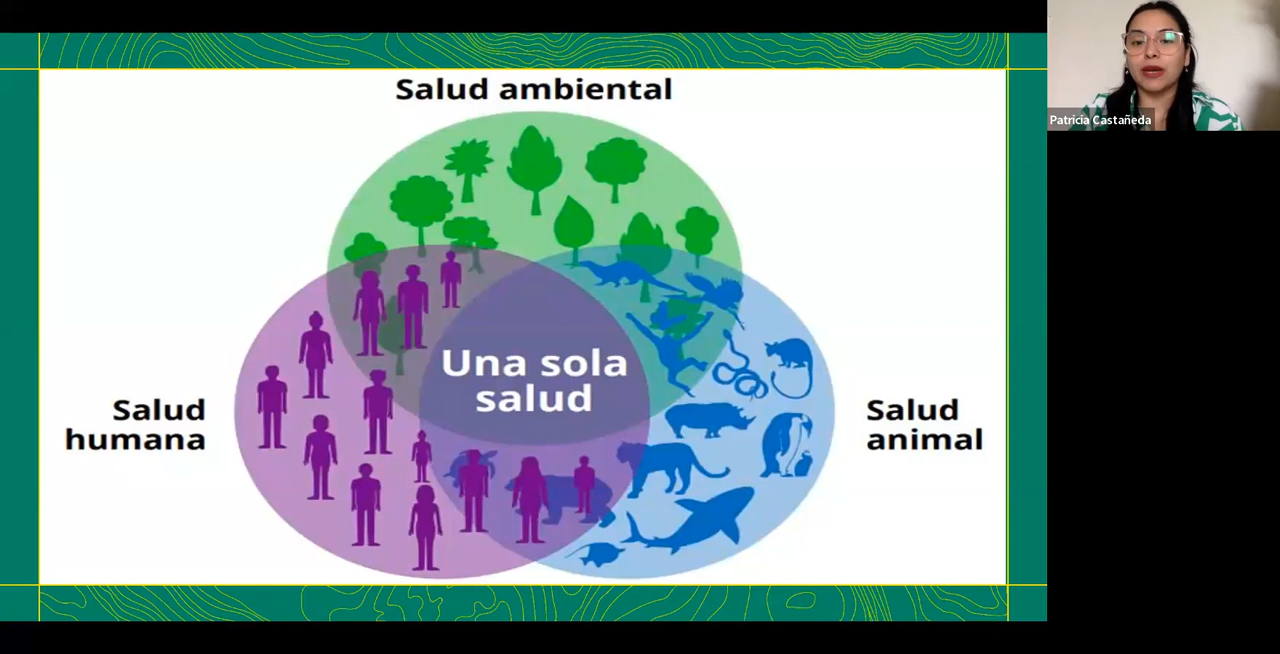 Salud ambiental
Patricia Castañeda
Una sola
salud
Salud
humana
Salud
animal